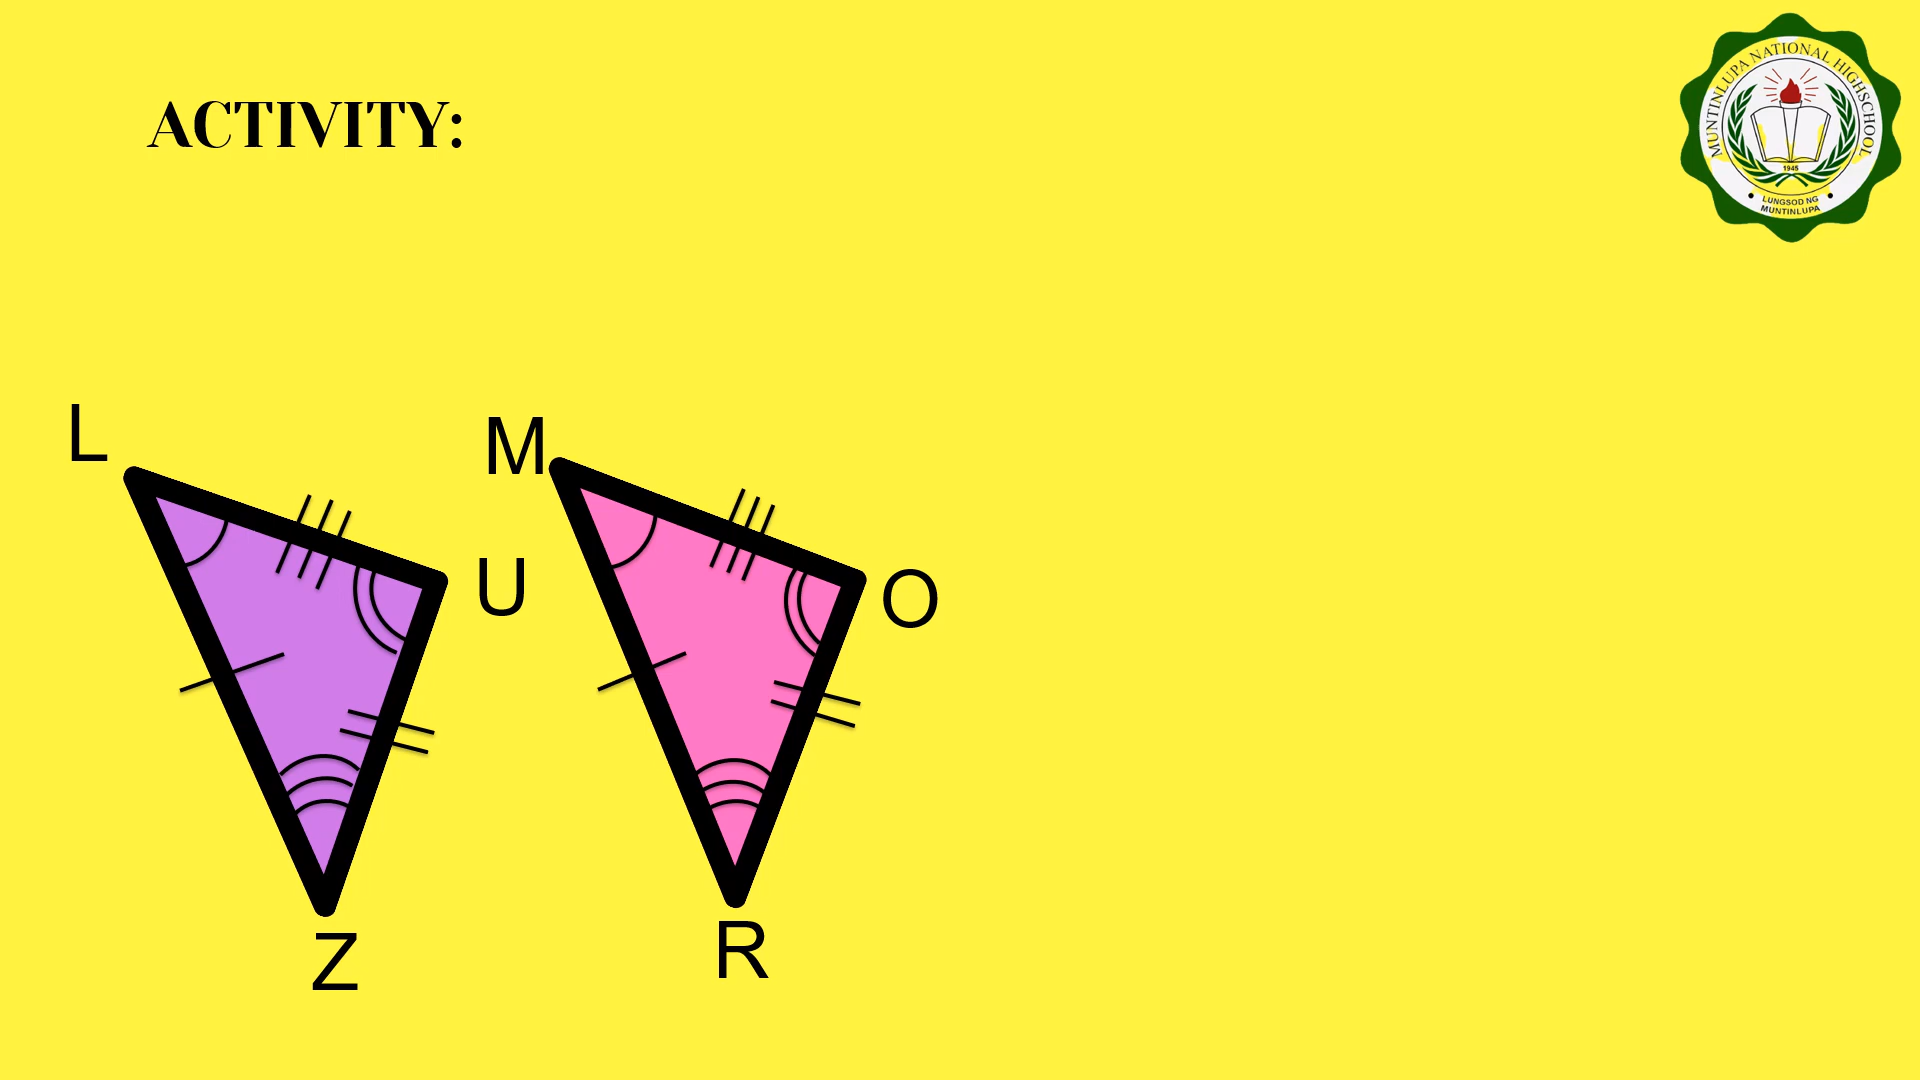 MUNTINLUPA NATIONAL HIGHSCHOOL
1945
LUNGSOD NG
MUNTINLUPA
ACTIVITY:
L
M
U
O
Z
R